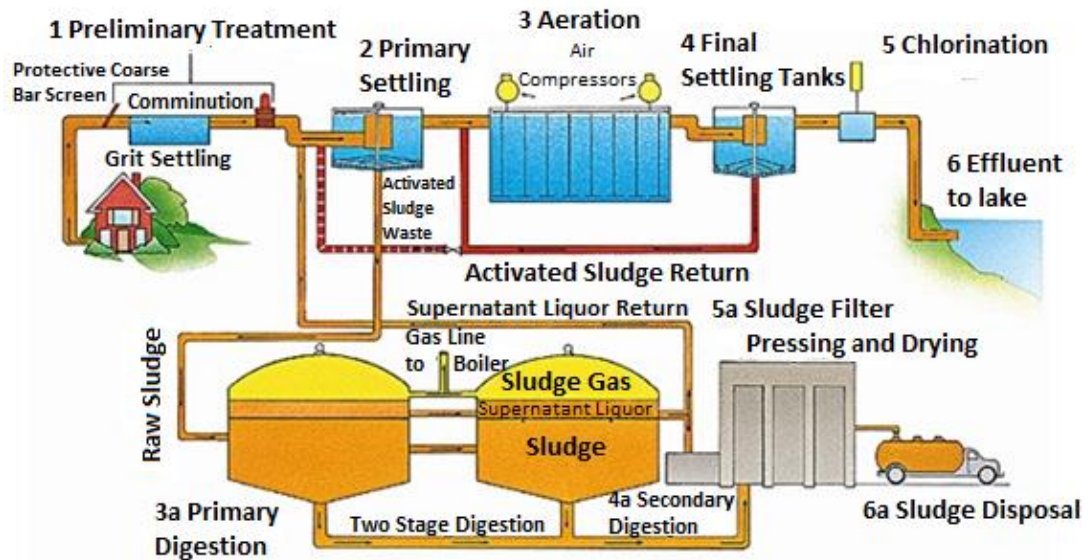 1 Preliminary Treatment
Protective Coarse
Bar Screen
Comminution
Grit Settling
2 Primary
Settling
3 Aeration
Air
Compressors
4 Final
Settling Tanks
5 Chlorination
6 Effluent
to lake
Activated
Sludge
Waste
Activated Sludge Return
Supernatant Liquor Return
Gas Line
to Boiler
Raw Sludge
Sludge Gas
Supernatant Liquor
Sludge
5a Sludge Filter
Pressing and Drying
3a Primary
Digestion
Two Stage Digestion
4a Secondary
Digestion
6a Sludge Disposal